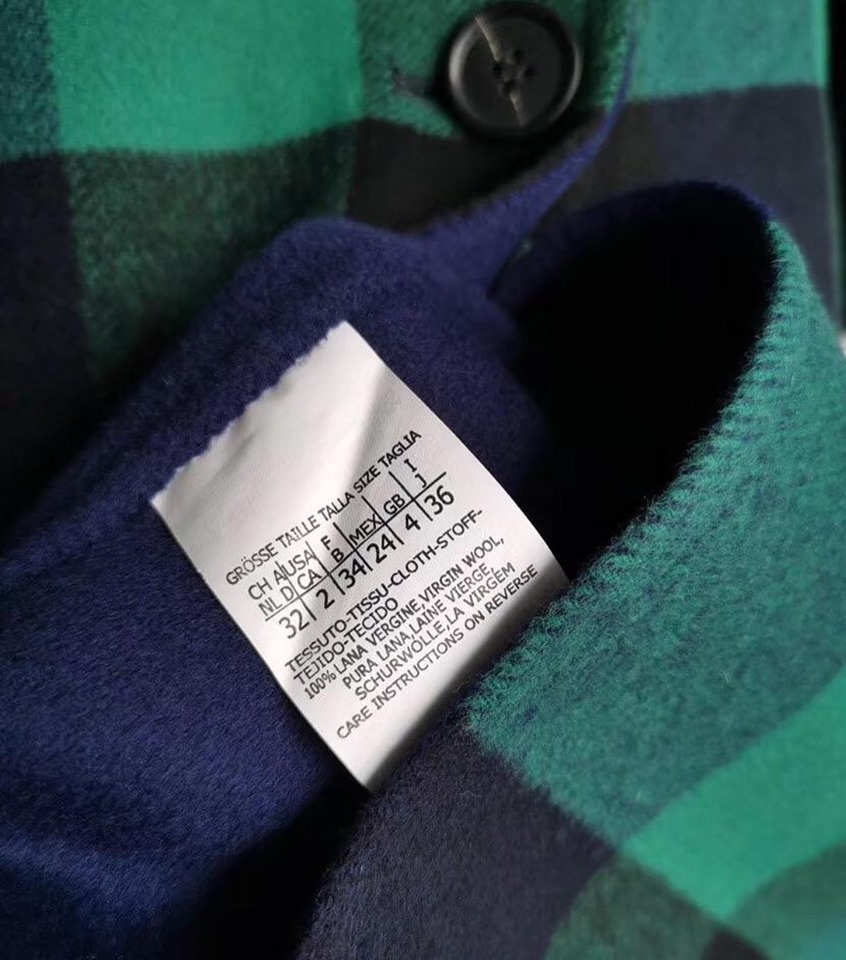 GRÖSSE TAILLE TALLA SIZE TAGLIA
CH A USA F I
NL D CA B MEX GB J
32 2 34 24 4 36
TESSUTO-TISSU-CLOTH-STOFF-
TEJIDO-TECIDO
100% LANA VERGINE,VIRGIN WOOL,
PURA LANA,LAINE VIERGE,
SCHURWOLLE,LA VIRGEM
CARE INSTRUCTIONS ON REVERSE